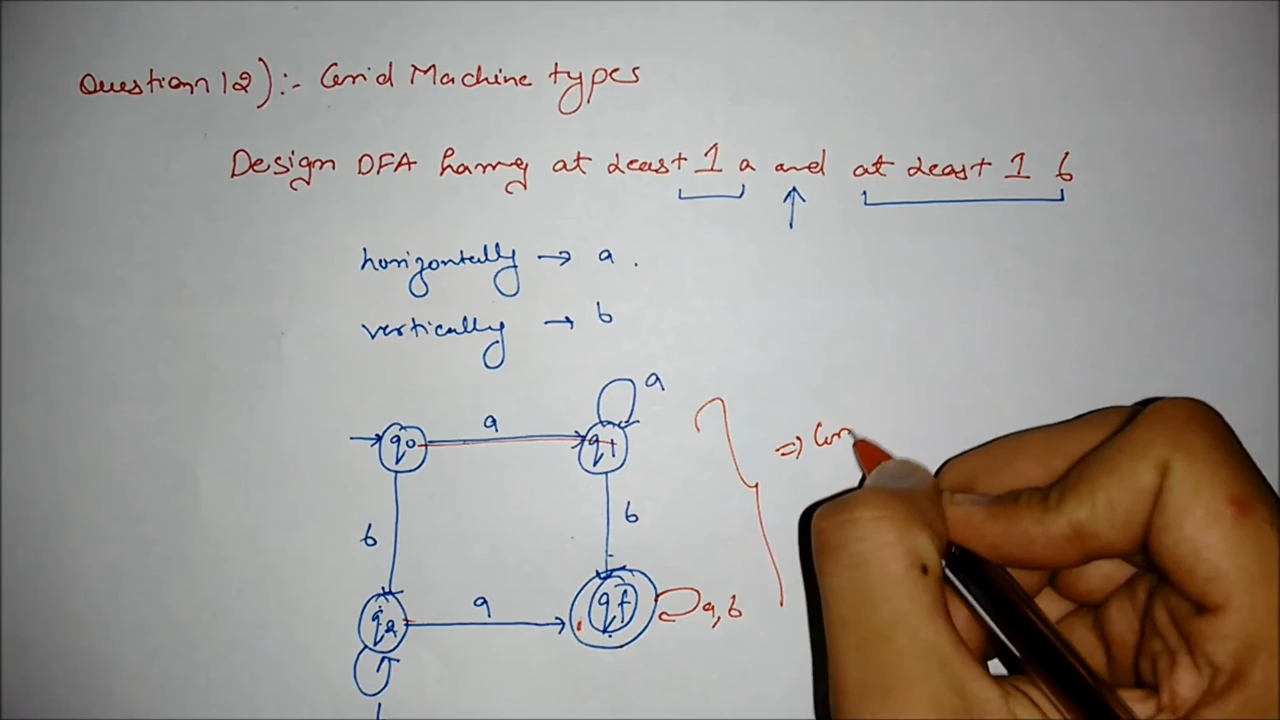 Question 12) :- Grid Machine types
Design DFA having at least 1 a and at least 1 b
horizontally → a .
vertically → b
a
q0 a q1
b b
q2 a qf a,b
⇒